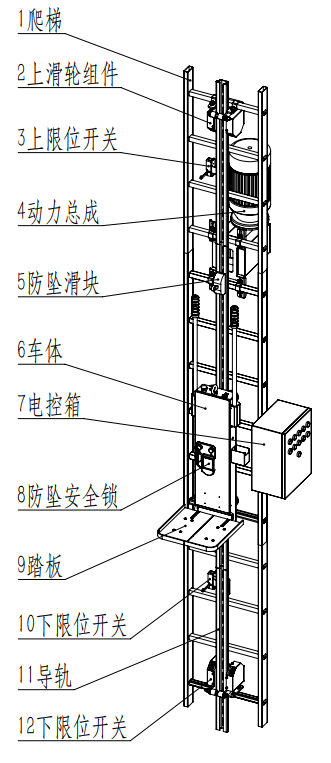 1爬梯
2上滑轮组件
3上限位开关
4动力总成
5防坠滑块
6车体
7电控箱
8防坠安全锁
9踏板
10下限位开关
11导轨
12下限位开关